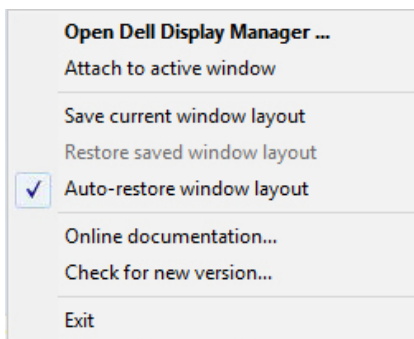 Open Dell Display Manager ...
Attach to active window
Save current window layout
Restore saved window layout
Auto-restore window layout
Online documentation...
Check for new version...
Exit